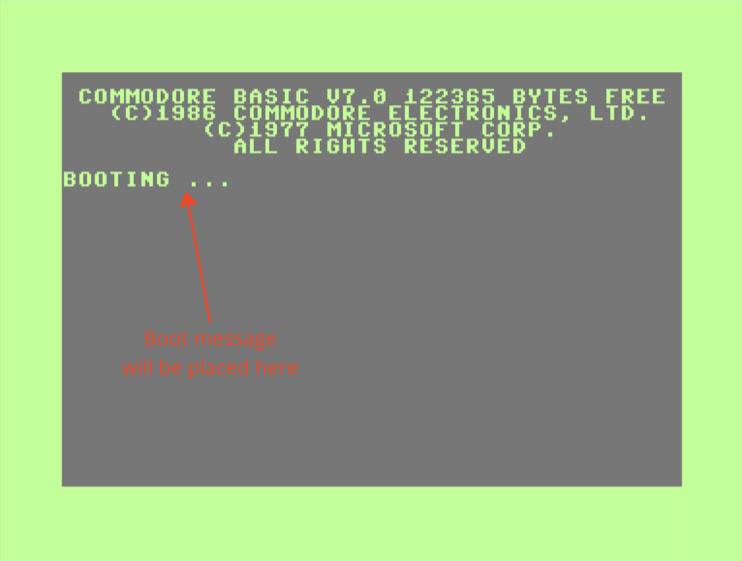 COMMODORE BASIC V7.0 122365 BYTES FREE
(C)1986 COMMODORE ELECTRONICS, LTD.
(C)1977 MICROSOFT CORP.
ALL RIGHTS RESERVED
BOOTING ...
Boot message
will be placed here